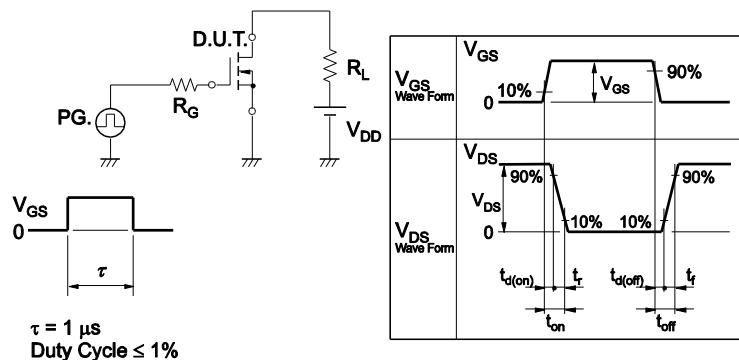 D.U.T.
R_L
R_G
PG.
V_DD
V_GS
0
τ
τ = 1 μs
Duty Cycle ≤ 1%
V_GS
Wave Form
V_GS
10%
V_GS
90%
0
V_DS
Wave Form
V_DS
90%
90%
V_DS
10%
10%
0
t_d(on)
t_r
t_d(off)
t_f
t_on
t_off